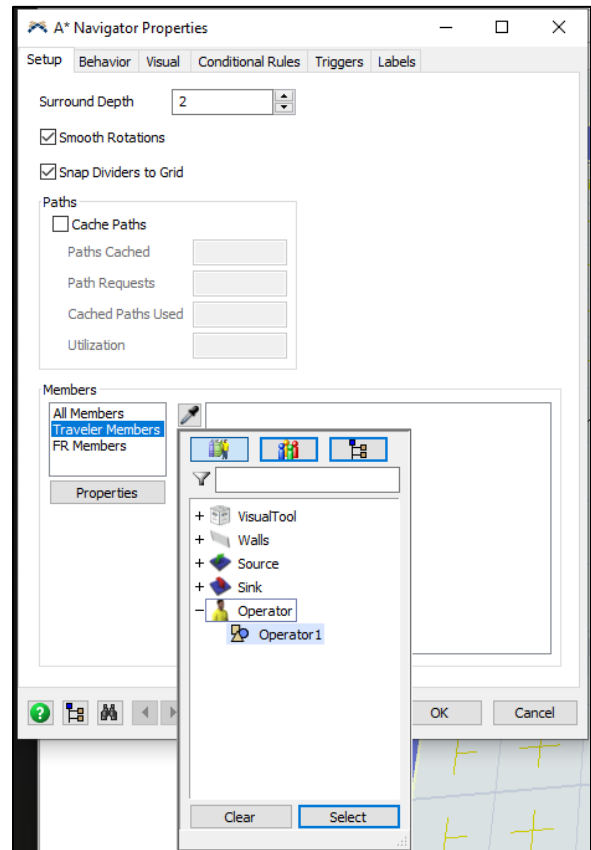 A* Navigator Properties
Setup Behavior Visual Conditional Rules Triggers Labels
Surround Depth 2
Smooth Rotations
Snap Dividers to Grid
Paths
Cache Paths
Paths Cached
Path Requests
Cached Paths Used
Utilization
Members
All Members
Traveler Members
FR Members
Properties
+ VisualTool
+ Walls
+ Source
+ Sink
− Operator
Operator1
OK Cancel
Clear Select